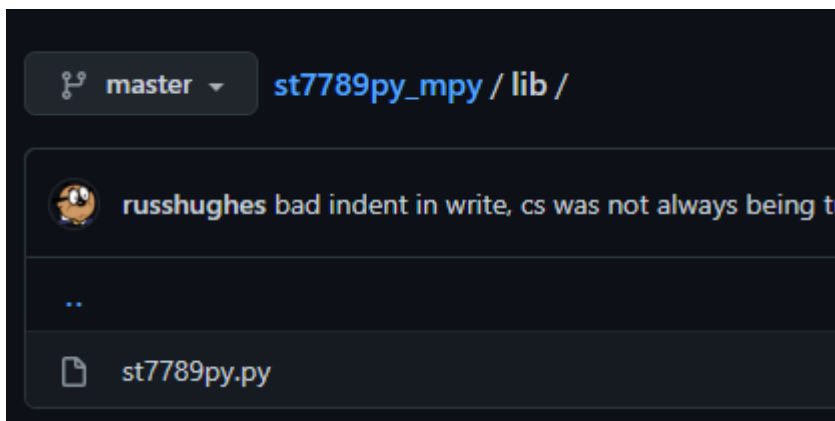 master st7789py_mpy / lib /
russhughes bad indent in write, cs was not always being
..
st7789py.py